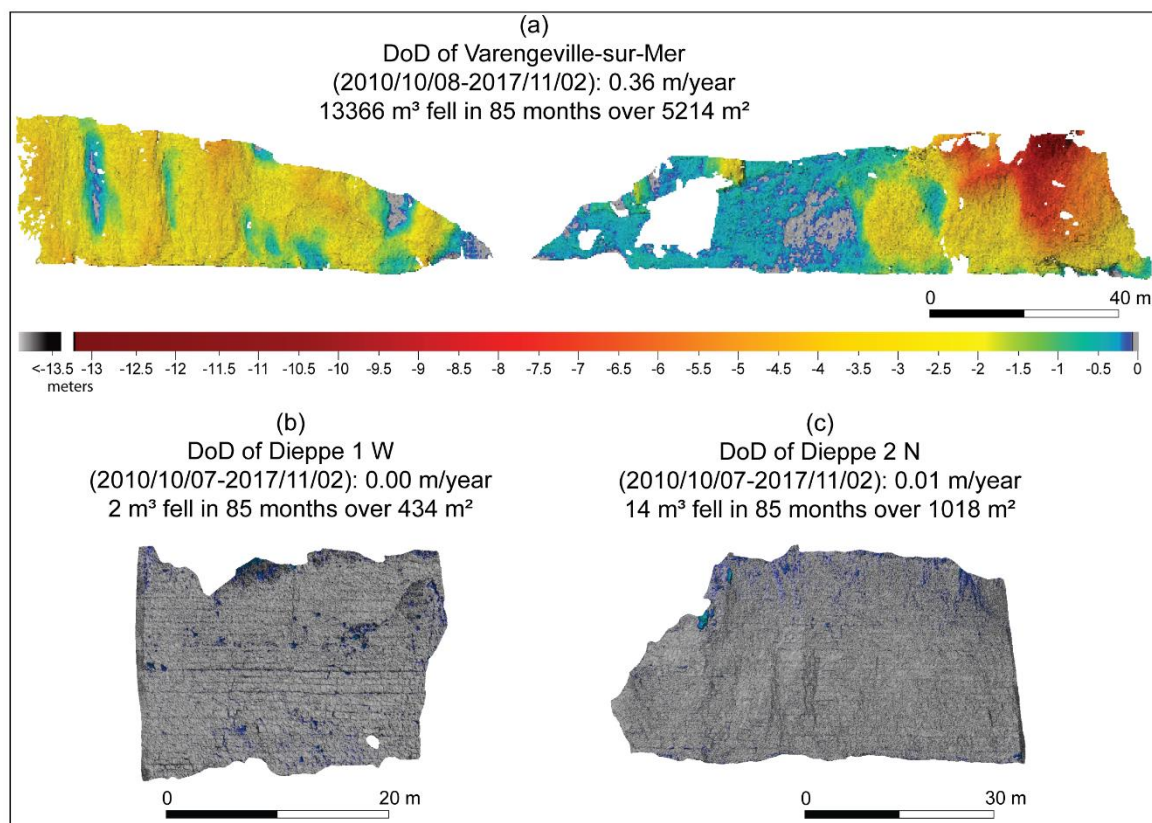 (a)
DoD of Varengeville-sur-Mer
(2010/10/08-2017/11/02): 0.36 m/year
13366 m³ fell in 85 months over 5214 m²
0 40 m
<-13.5 -13 -12.5 -12 -11.5 -11 -10.5 -10 -9.5 -9 -8.5 -8 -7.5 -7 -6.5 -6 -5.5 -5 -4.5 -4 -3.5 -3 -2.5 -2 -1.5 -1 -0.5 0
meters
(b)
DoD of Dieppe 1 W
(2010/10/07-2017/11/02): 0.00 m/year
2 m³ fell in 85 months over 434 m²
(c)
DoD of Dieppe 2 N
(2010/10/07-2017/11/02): 0.01 m/year
14 m³ fell in 85 months over 1018 m²
0 20 m
0 30 m